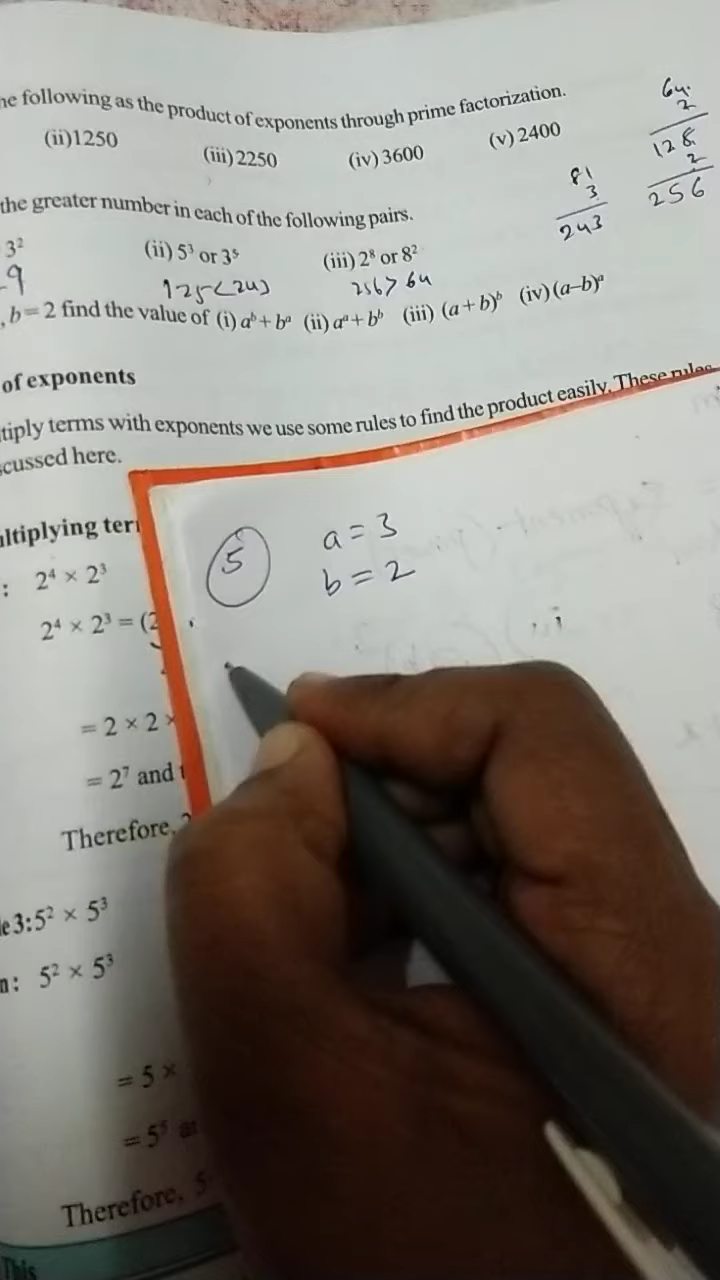 he following as the product of exponents through prime factorization.
(ii)1250 (iii)2250 (iv)3600 (v)2400
64
2
128
2
256
81
3
243
the greater number in each of the following pairs.
3² (ii) 5³ or 3⁵ (iii) 2⁸ or 8²
9 125<243 256>64
, b=2 find the value of (i) aᵇ+bᵃ (ii) aᵃ+bᵇ (iii) (a+b)ᵇ (iv)(a–b)ᵃ
of exponents
tiply terms with exponents we use some rules to find the product easily. These rules
scussed here.
ultiplying ter
: 2⁴ × 2³
2⁴ × 2³ = (2
= 2 × 2 ×
= 2⁷ and
Therefore,
5 a=3
b=2
le3:5² × 5³
n: 5² × 5³
= 5 ×
= 5⁵
Therefore, 5
This